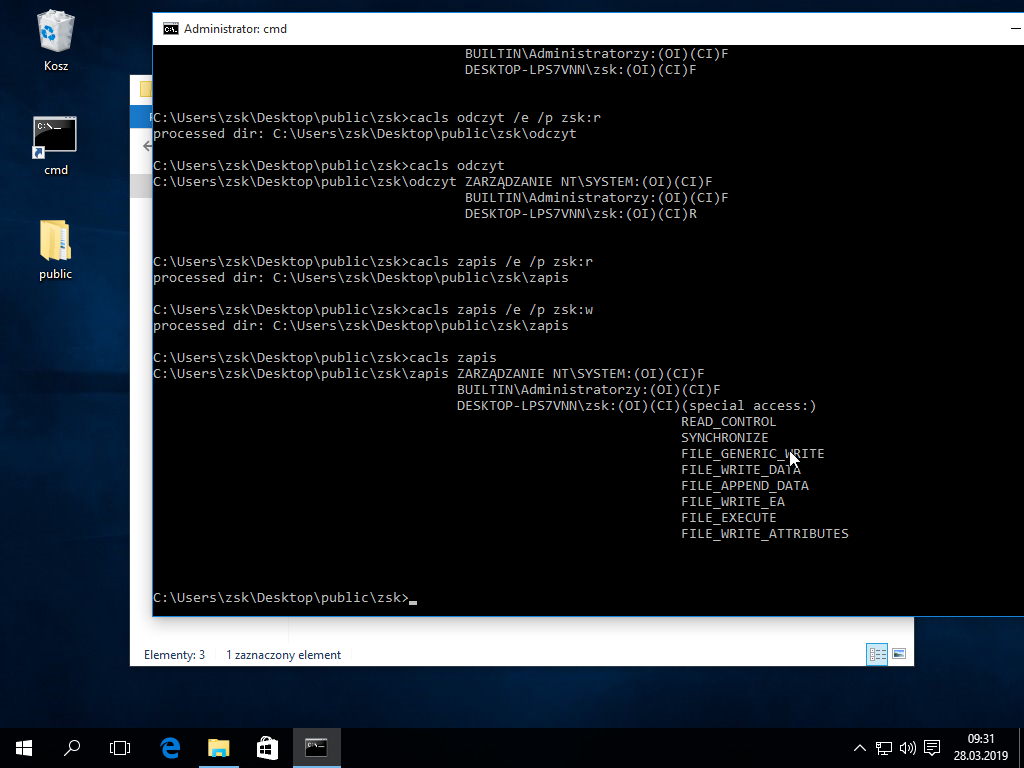 Kosz
cmd
public
Administrator: cmd
BUILTIN\Administratorzy:(OI)(CI)F
DESKTOP-LPS7VNN\zsk:(OI)(CI)F
C:\Users\zsk\Desktop\public\zsk>cacls odczyt /e /p zsk:r
processed dir: C:\Users\zsk\Desktop\public\zsk\odczyt
C:\Users\zsk\Desktop\public\zsk>cacls odczyt
C:\Users\zsk\Desktop\public\zsk\odczyt ZARZĄDZANIE NT\SYSTEM:(OI)(CI)F
BUILTIN\Administratorzy:(OI)(CI)F
DESKTOP-LPS7VNN\zsk:(OI)(CI)R
C:\Users\zsk\Desktop\public\zsk>cacls zapis /e /p zsk:r
processed dir: C:\Users\zsk\Desktop\public\zsk\zapis
C:\Users\zsk\Desktop\public\zsk>cacls zapis /e /p zsk:w
processed dir: C:\Users\zsk\Desktop\public\zsk\zapis
C:\Users\zsk\Desktop\public\zsk>cacls zapis
C:\Users\zsk\Desktop\public\zsk\zapis ZARZĄDZANIE NT\SYSTEM:(OI)(CI)F
BUILTIN\Administratorzy:(OI)(CI)F
DESKTOP-LPS7VNN\zsk:(OI)(CI)(special access:)
READ_CONTROL
SYNCHRONIZE
FILE_GENERIC_WRITE
FILE_WRITE_DATA
FILE_APPEND_DATA
FILE_WRITE_EA
FILE_EXECUTE
FILE_WRITE_ATTRIBUTES
C:\Users\zsk\Desktop\public\zsk>
Elementy: 3 1 zaznaczony element
09:31
28.03.2019